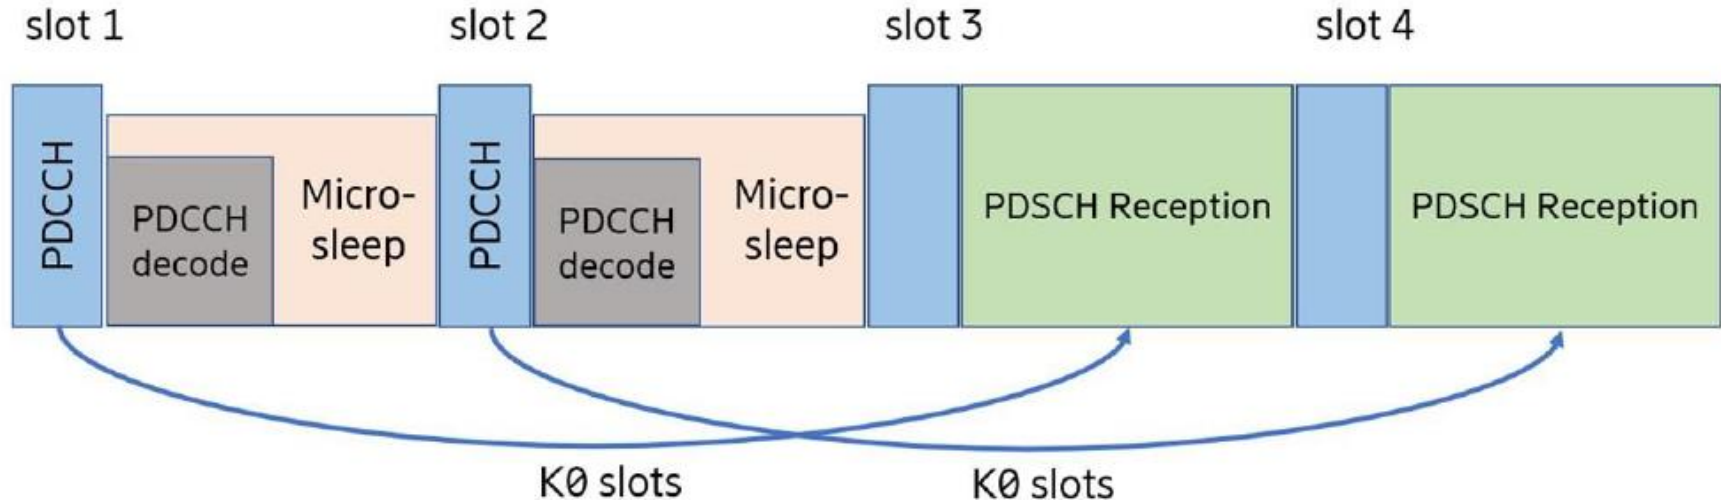 slot 1
slot 2
slot 3
slot 4
PDCCH
PDCCH
decode
Micro-
sleep
PDCCH
PDCCH
decode
Micro-
sleep
PDSCH Reception
PDSCH Reception
K0 slots
K0 slots